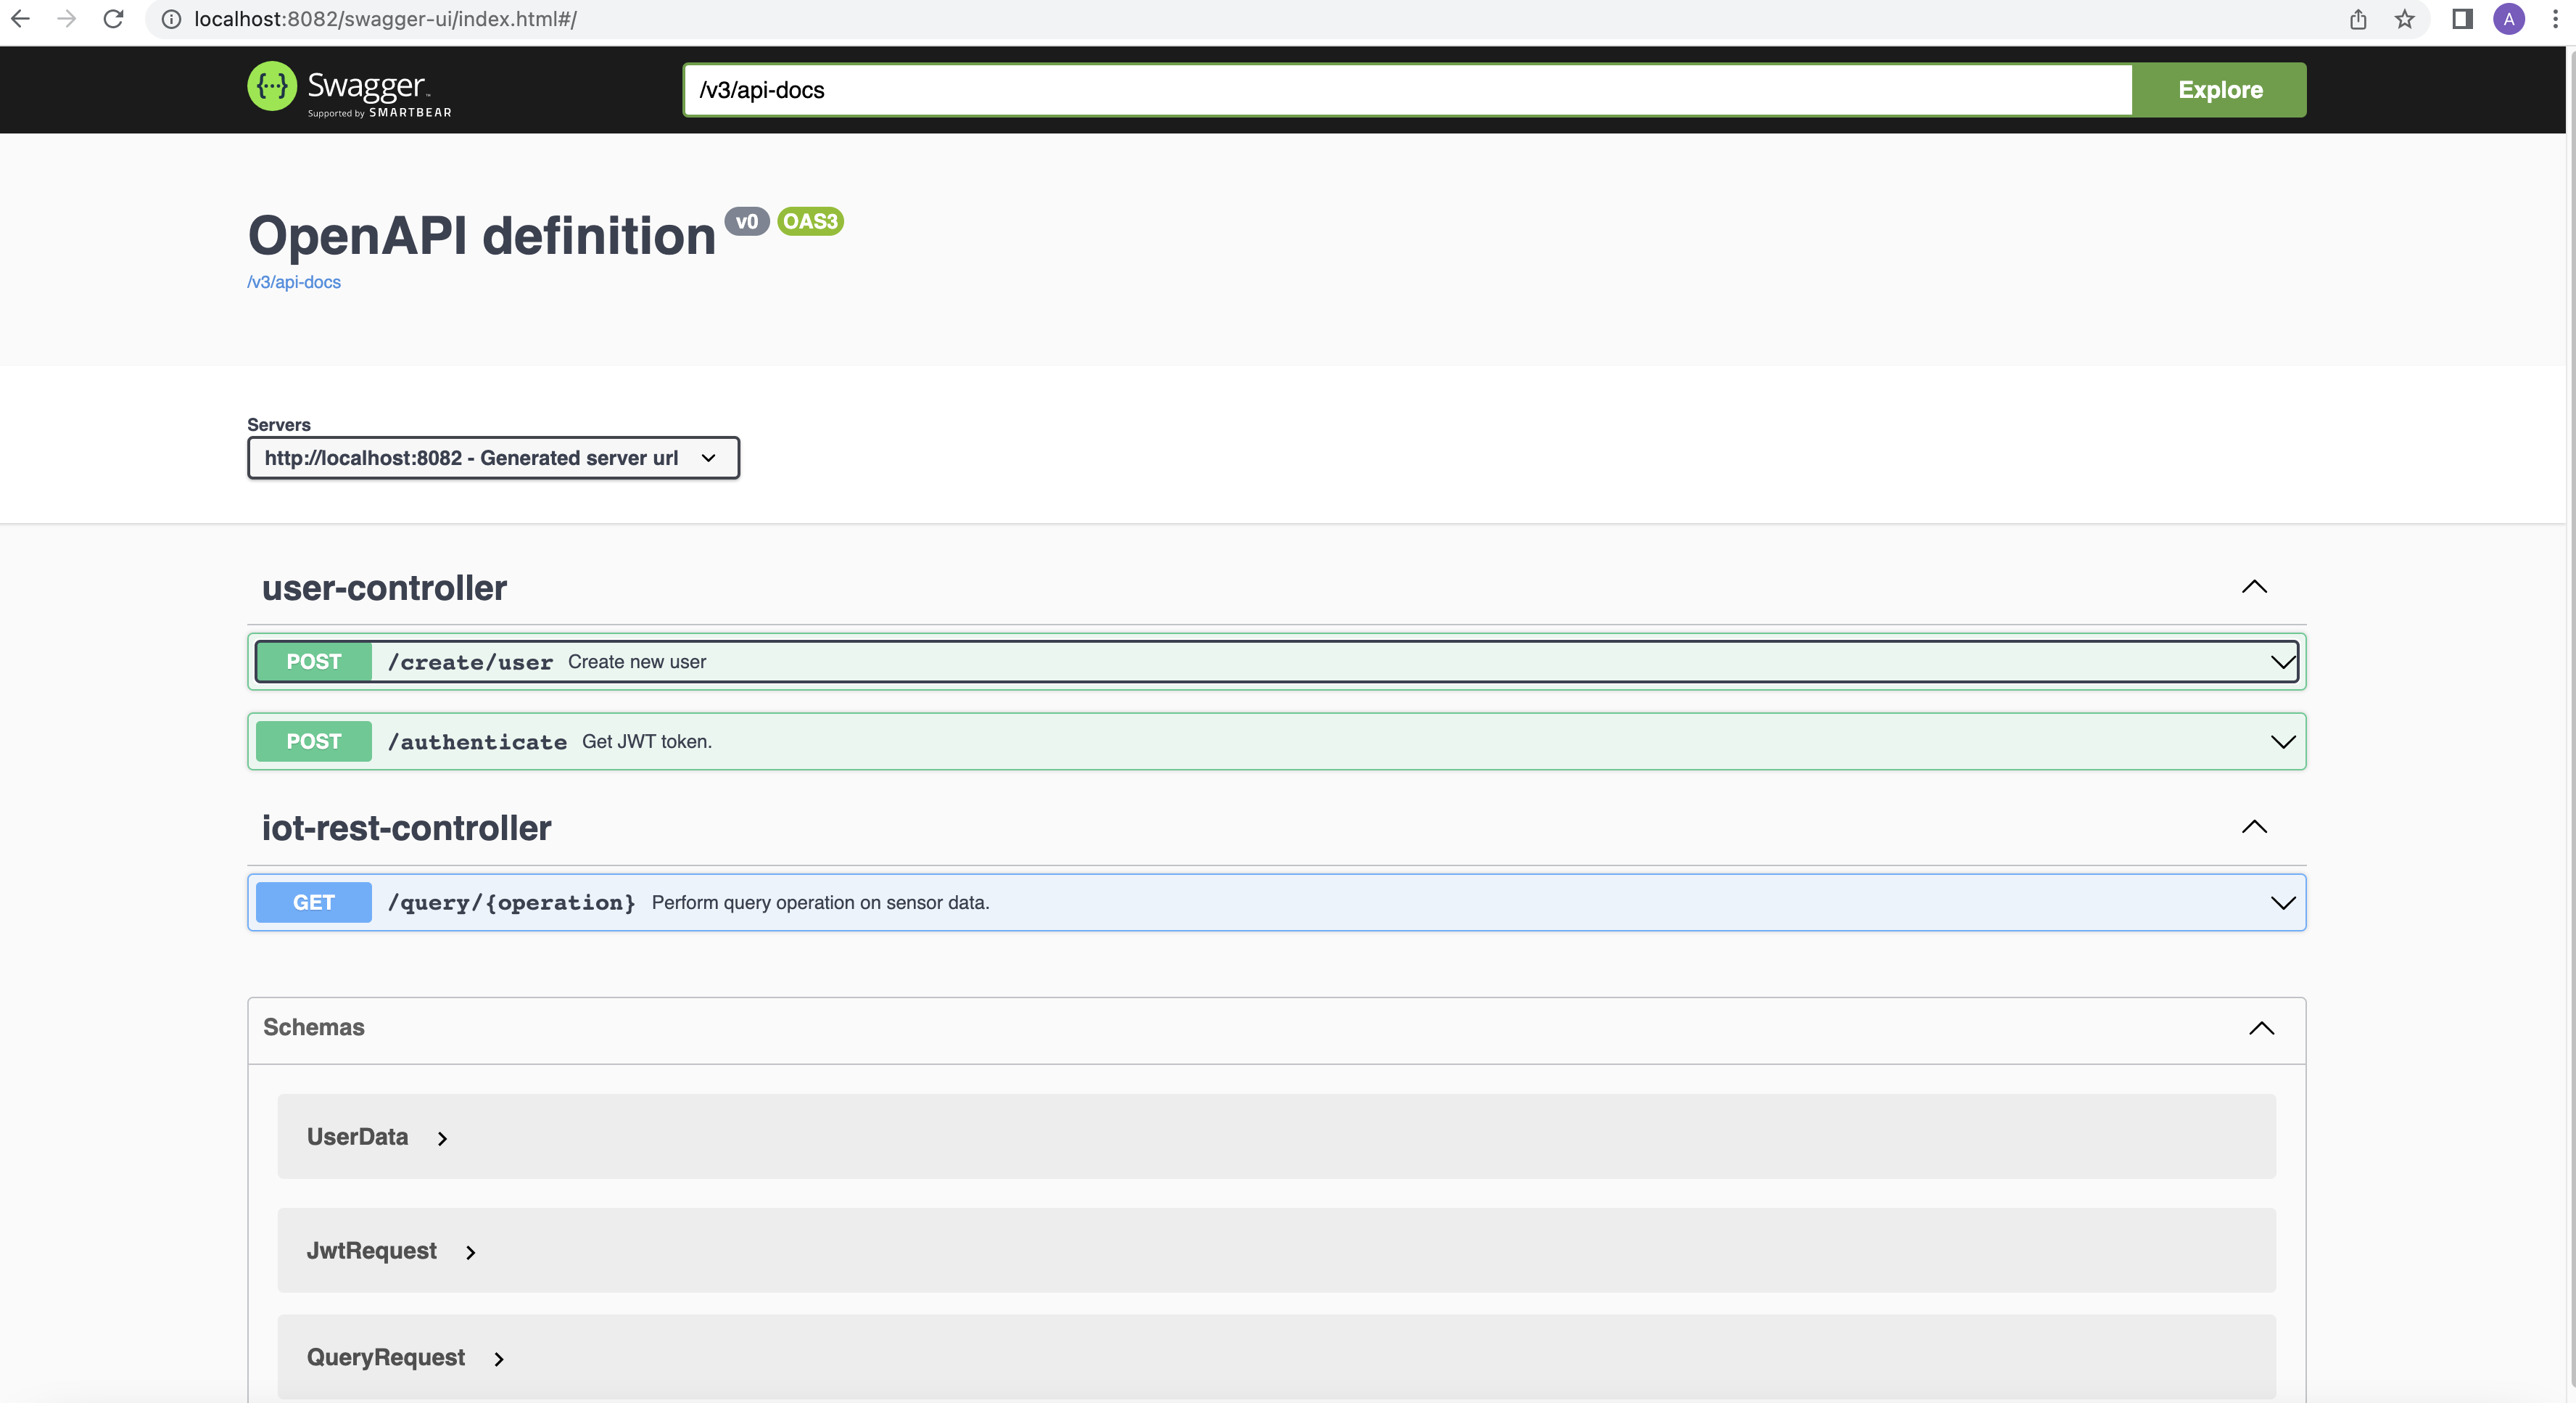 localhost:8082/swagger-ui/index.html#/
A
{···} Swagger™
Supported by SMARTBEAR
/v3/api-docs
Explore
OpenAPI definition v0 OAS3
/v3/api-docs
Servers
http://localhost:8082 - Generated server url
user-controller
POST /create/user Create new user
POST /authenticate Get JWT token.
iot-rest-controller
GET /query/{operation} Perform query operation on sensor data.
Schemas
UserData
JwtRequest
QueryRequest